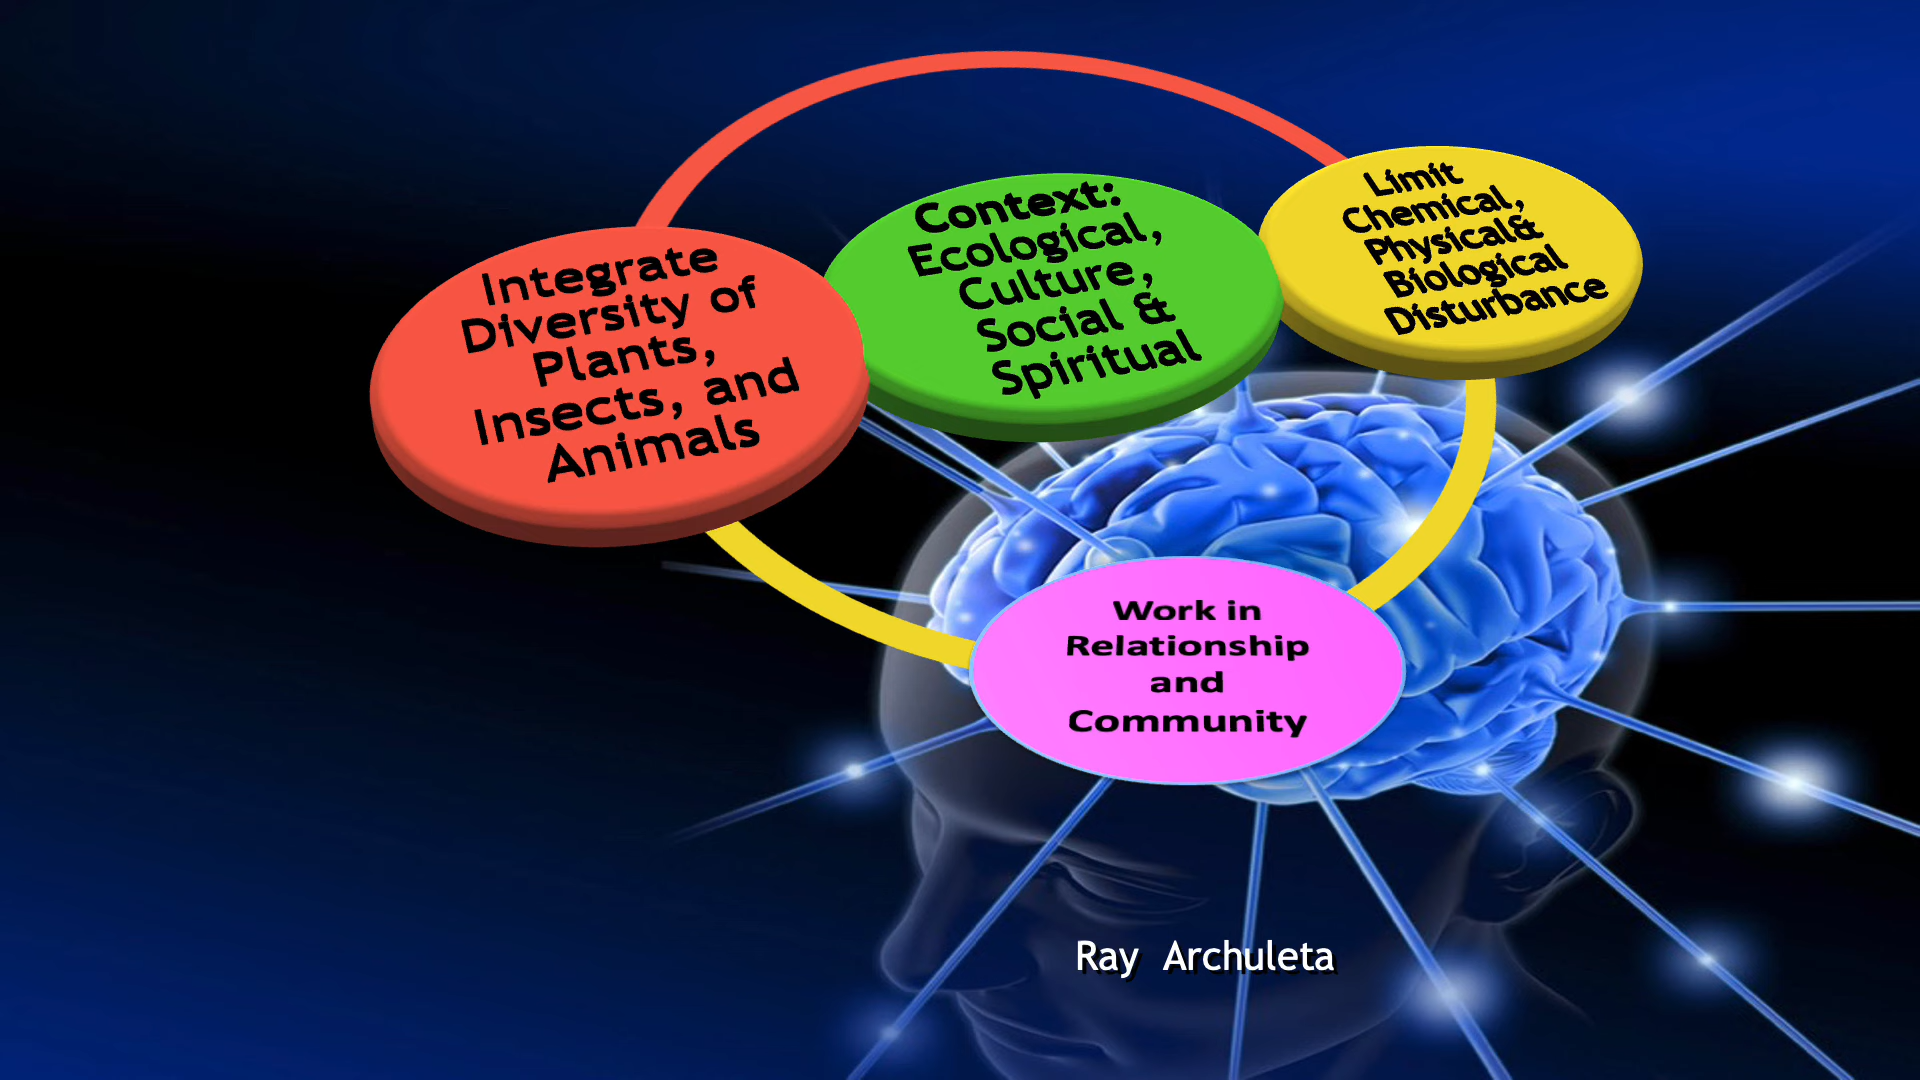 Integrate
Diversity of
Plants,
Insects, and
Animals
Context:
Ecological,
Culture,
Social &
Spiritual
Limit
Chemical,
Physical&
Biological
Disturbance
Work in
Relationship
and
Community
Ray Archuleta